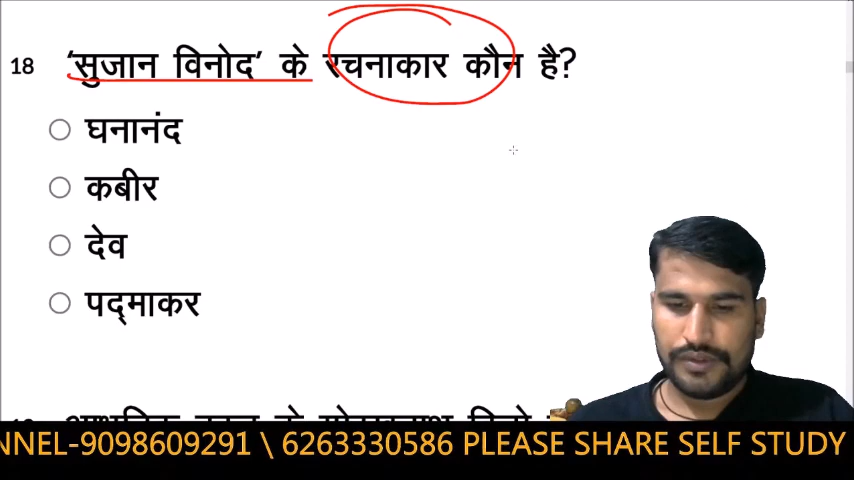 18 'सुजान विनोद' के रचनाकार कौन है?
घनानंद
कबीर
देव
पद्‌माकर
NNEL-9098609291 \ 6263330586 PLEASE SHARE SELF STUDY